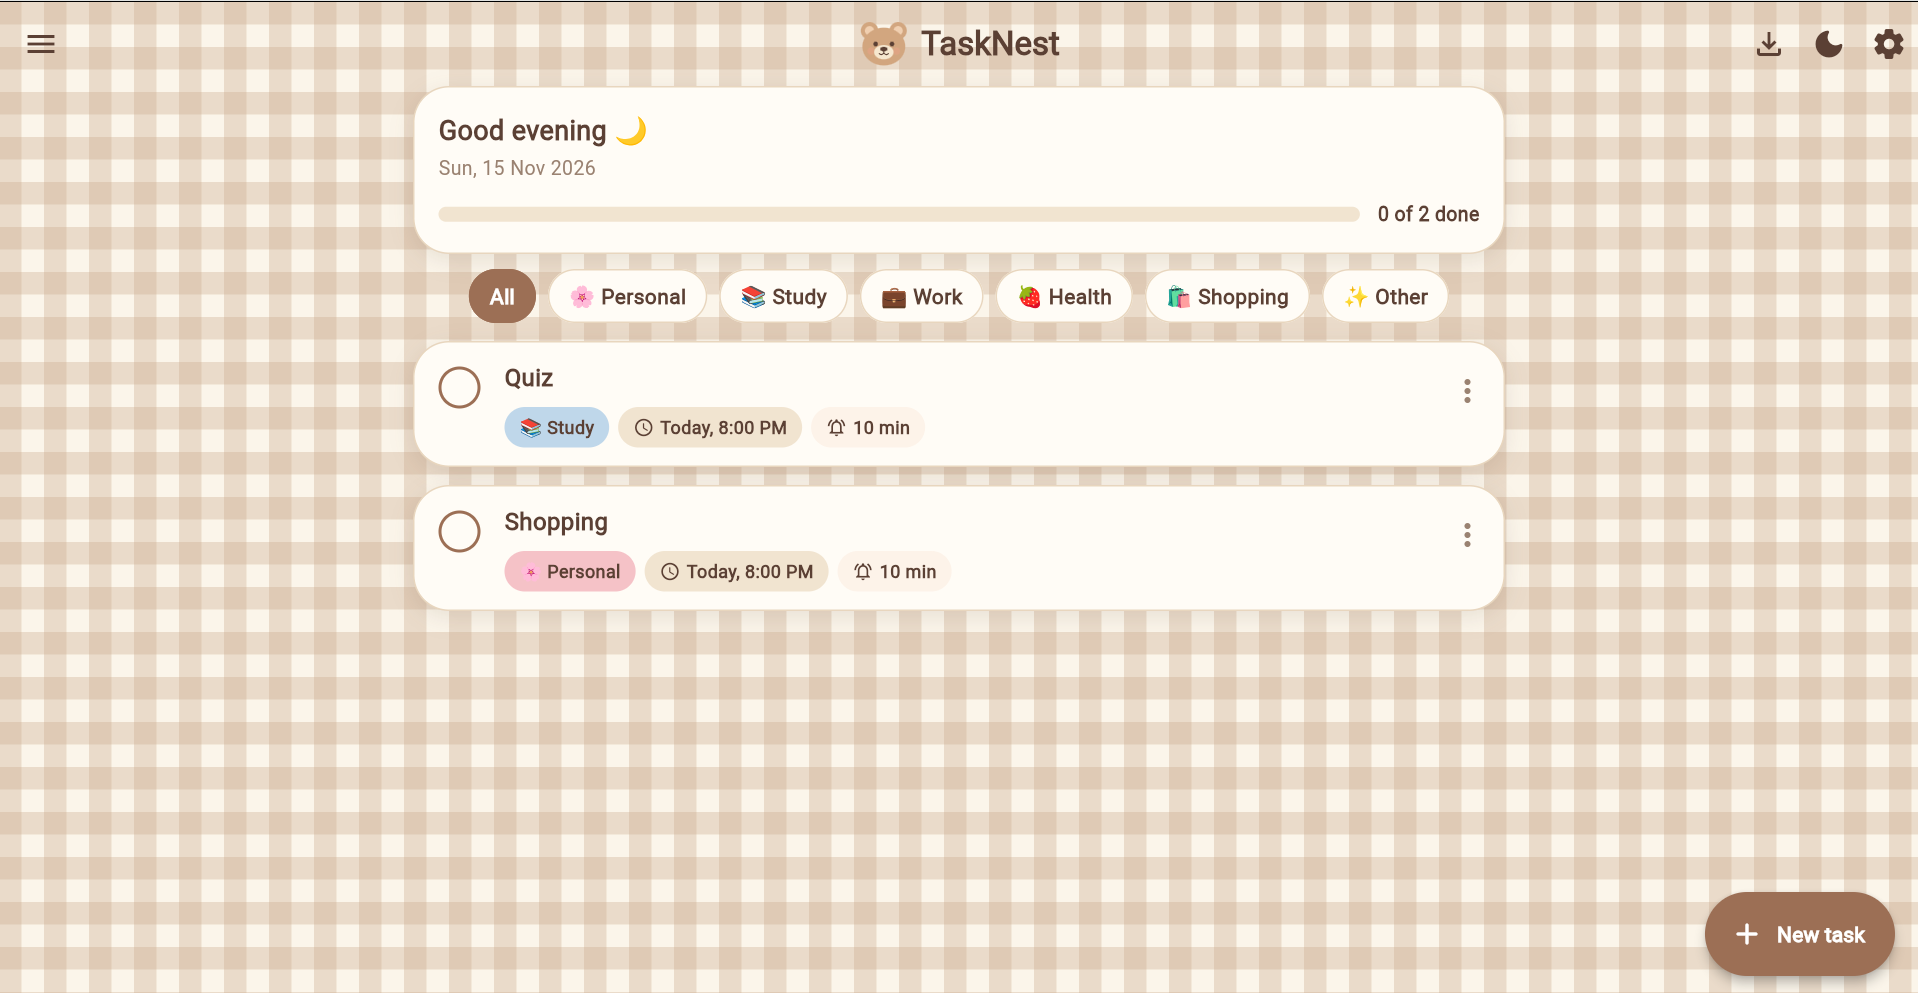 TaskNest
Good evening 🌙
Sun, 15 Nov 2026
0 of 2 done
All
🌸 Personal
📚 Study
💼 Work
🍓 Health
🛍️ Shopping
✨ Other
Quiz
📚 Study
Today, 8:00 PM
10 min
Shopping
🌸 Personal
Today, 8:00 PM
10 min
New task